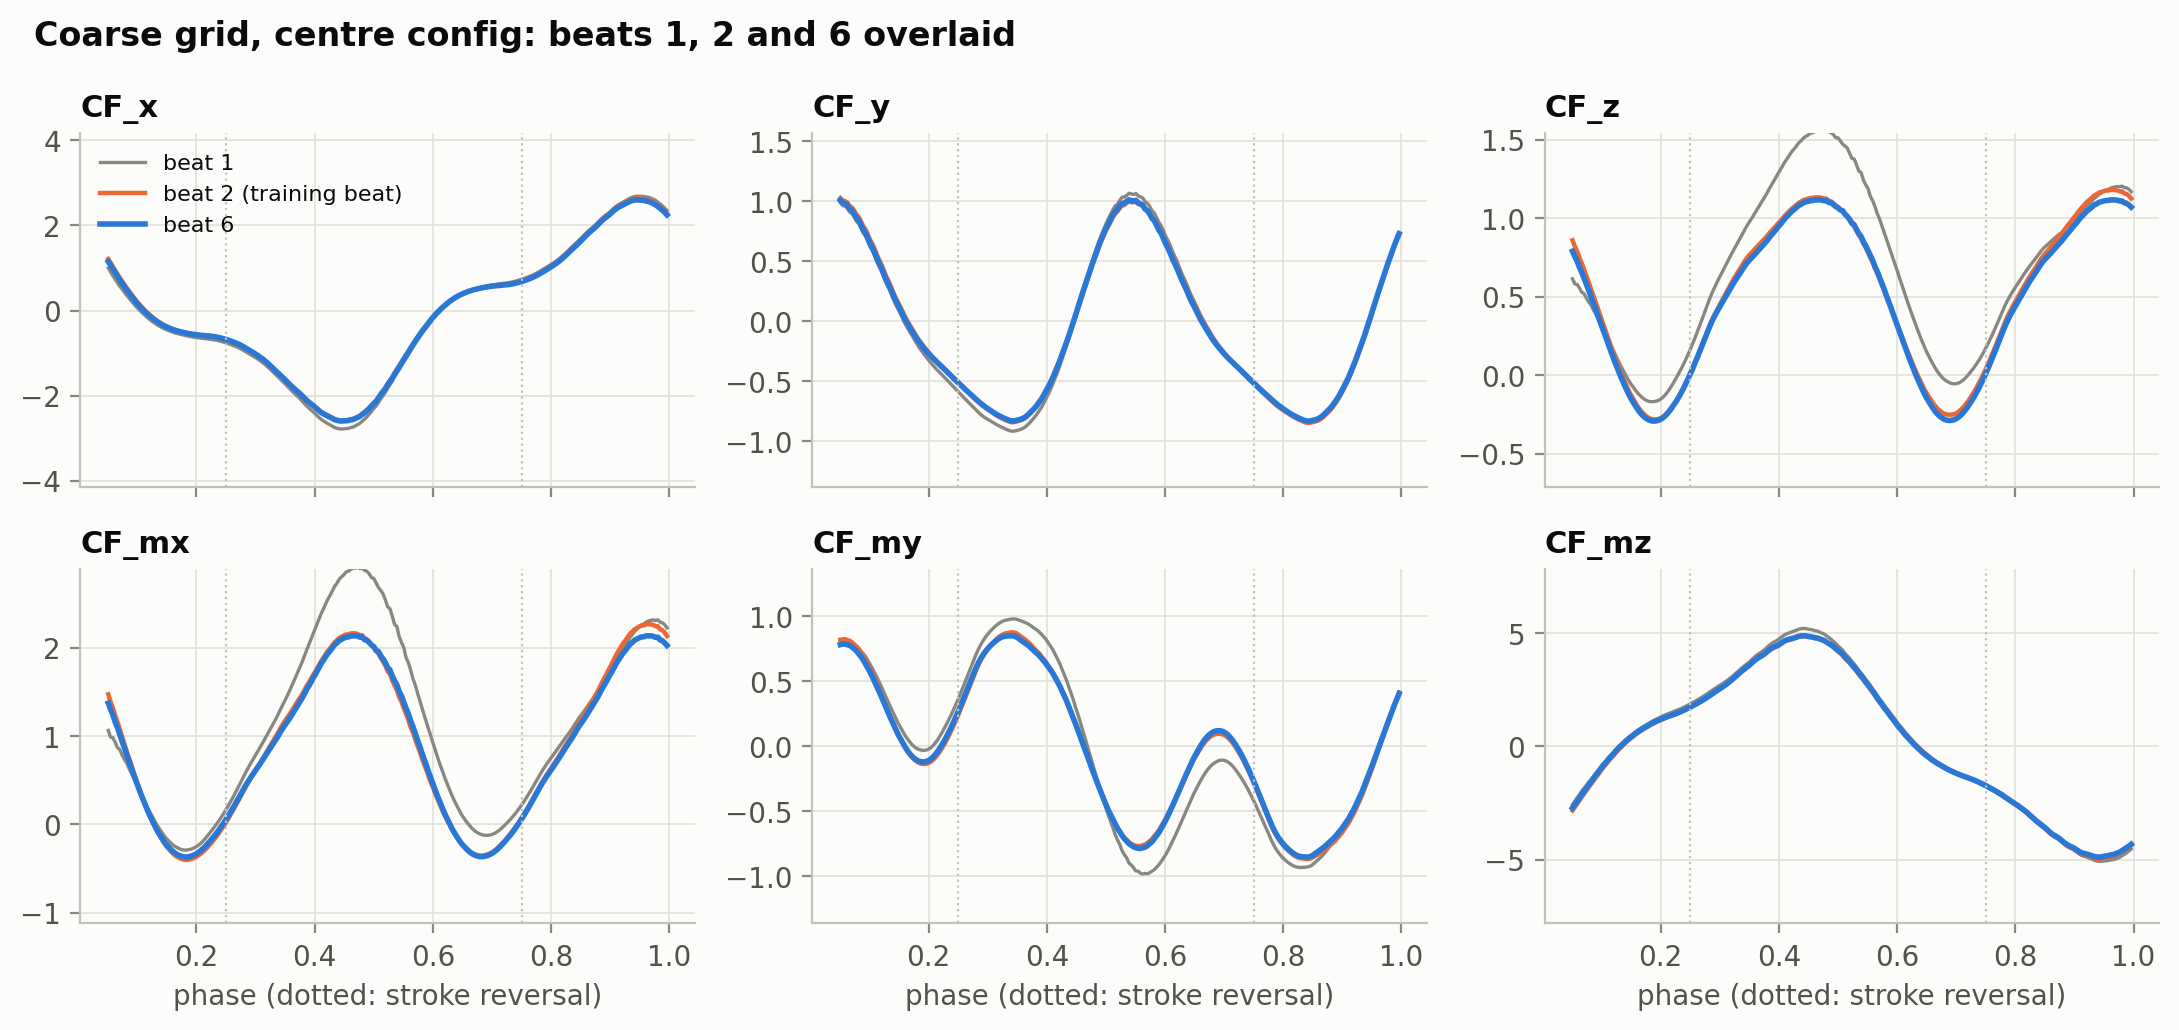 Coarse grid, centre config: beats 1, 2 and 6 overlaid
CF_x
4
2
0
−2
−4
beat 1
beat 2 (training beat)
beat 6
CF_y
1.5
1.0
0.5
0.0
−0.5
−1.0
CF_z
1.5
1.0
0.5
0.0
−0.5
CF_mx
2
1
0
−1
0.2 0.4 0.6 0.8 1.0
phase (dotted: stroke reversal)
CF_my
1.0
0.5
0.0
−0.5
−1.0
0.2 0.4 0.6 0.8 1.0
phase (dotted: stroke reversal)
CF_mz
5
0
−5
0.2 0.4 0.6 0.8 1.0
phase (dotted: stroke reversal)